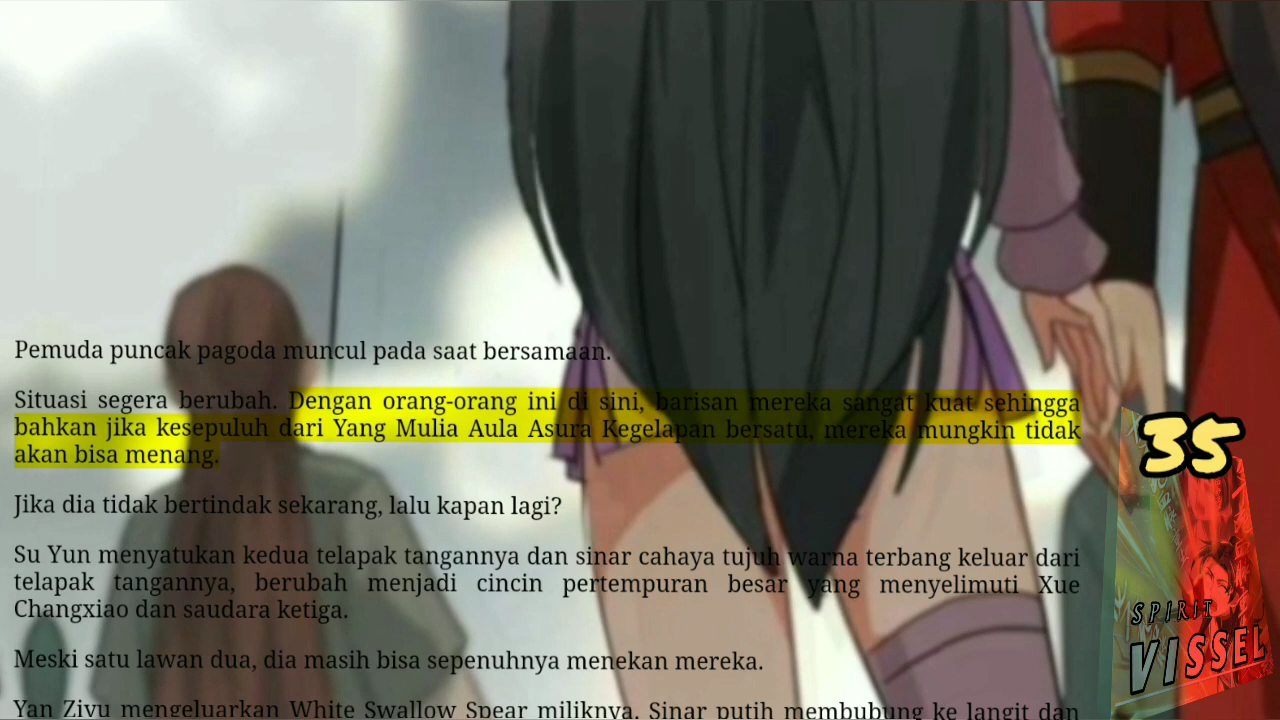 Pemuda puncak pagoda muncul pada saat bersamaan.
Situasi segera berubah. Dengan orang-orang ini di sini, barisan mereka sangat kuat sehingga
bahkan jika kesepuluh dari Yang Mulia Aula Asura Kegelapan bersatu, mereka mungkin tidak
akan bisa menang.
Jika dia tidak bertindak sekarang, lalu kapan lagi?
Su Yun menyatukan kedua telapak tangannya dan sinar cahaya tujuh warna terbang keluar dari
telapak tangannya, berubah menjadi cincin pertempuran besar yang menyelimuti Xue
Changxiao dan saudara ketiga.
Meski satu lawan dua, dia masih bisa sepenuhnya menekan mereka.
Yan Ziyu mengeluarkan White Swallow Spear miliknya. Sinar putih membubung ke langit dan
35
SPIRIT
VISSEL